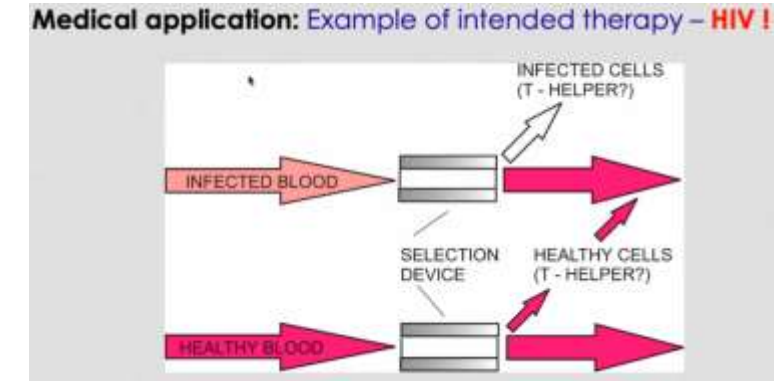 Medical application: Example of intended therapy – HIV !
INFECTED CELLS
(T - HELPER?)
INFECTED BLOOD
SELECTION
DEVICE
HEALTHY CELLS
(T - HELPER?)
HEALTHY BLOOD